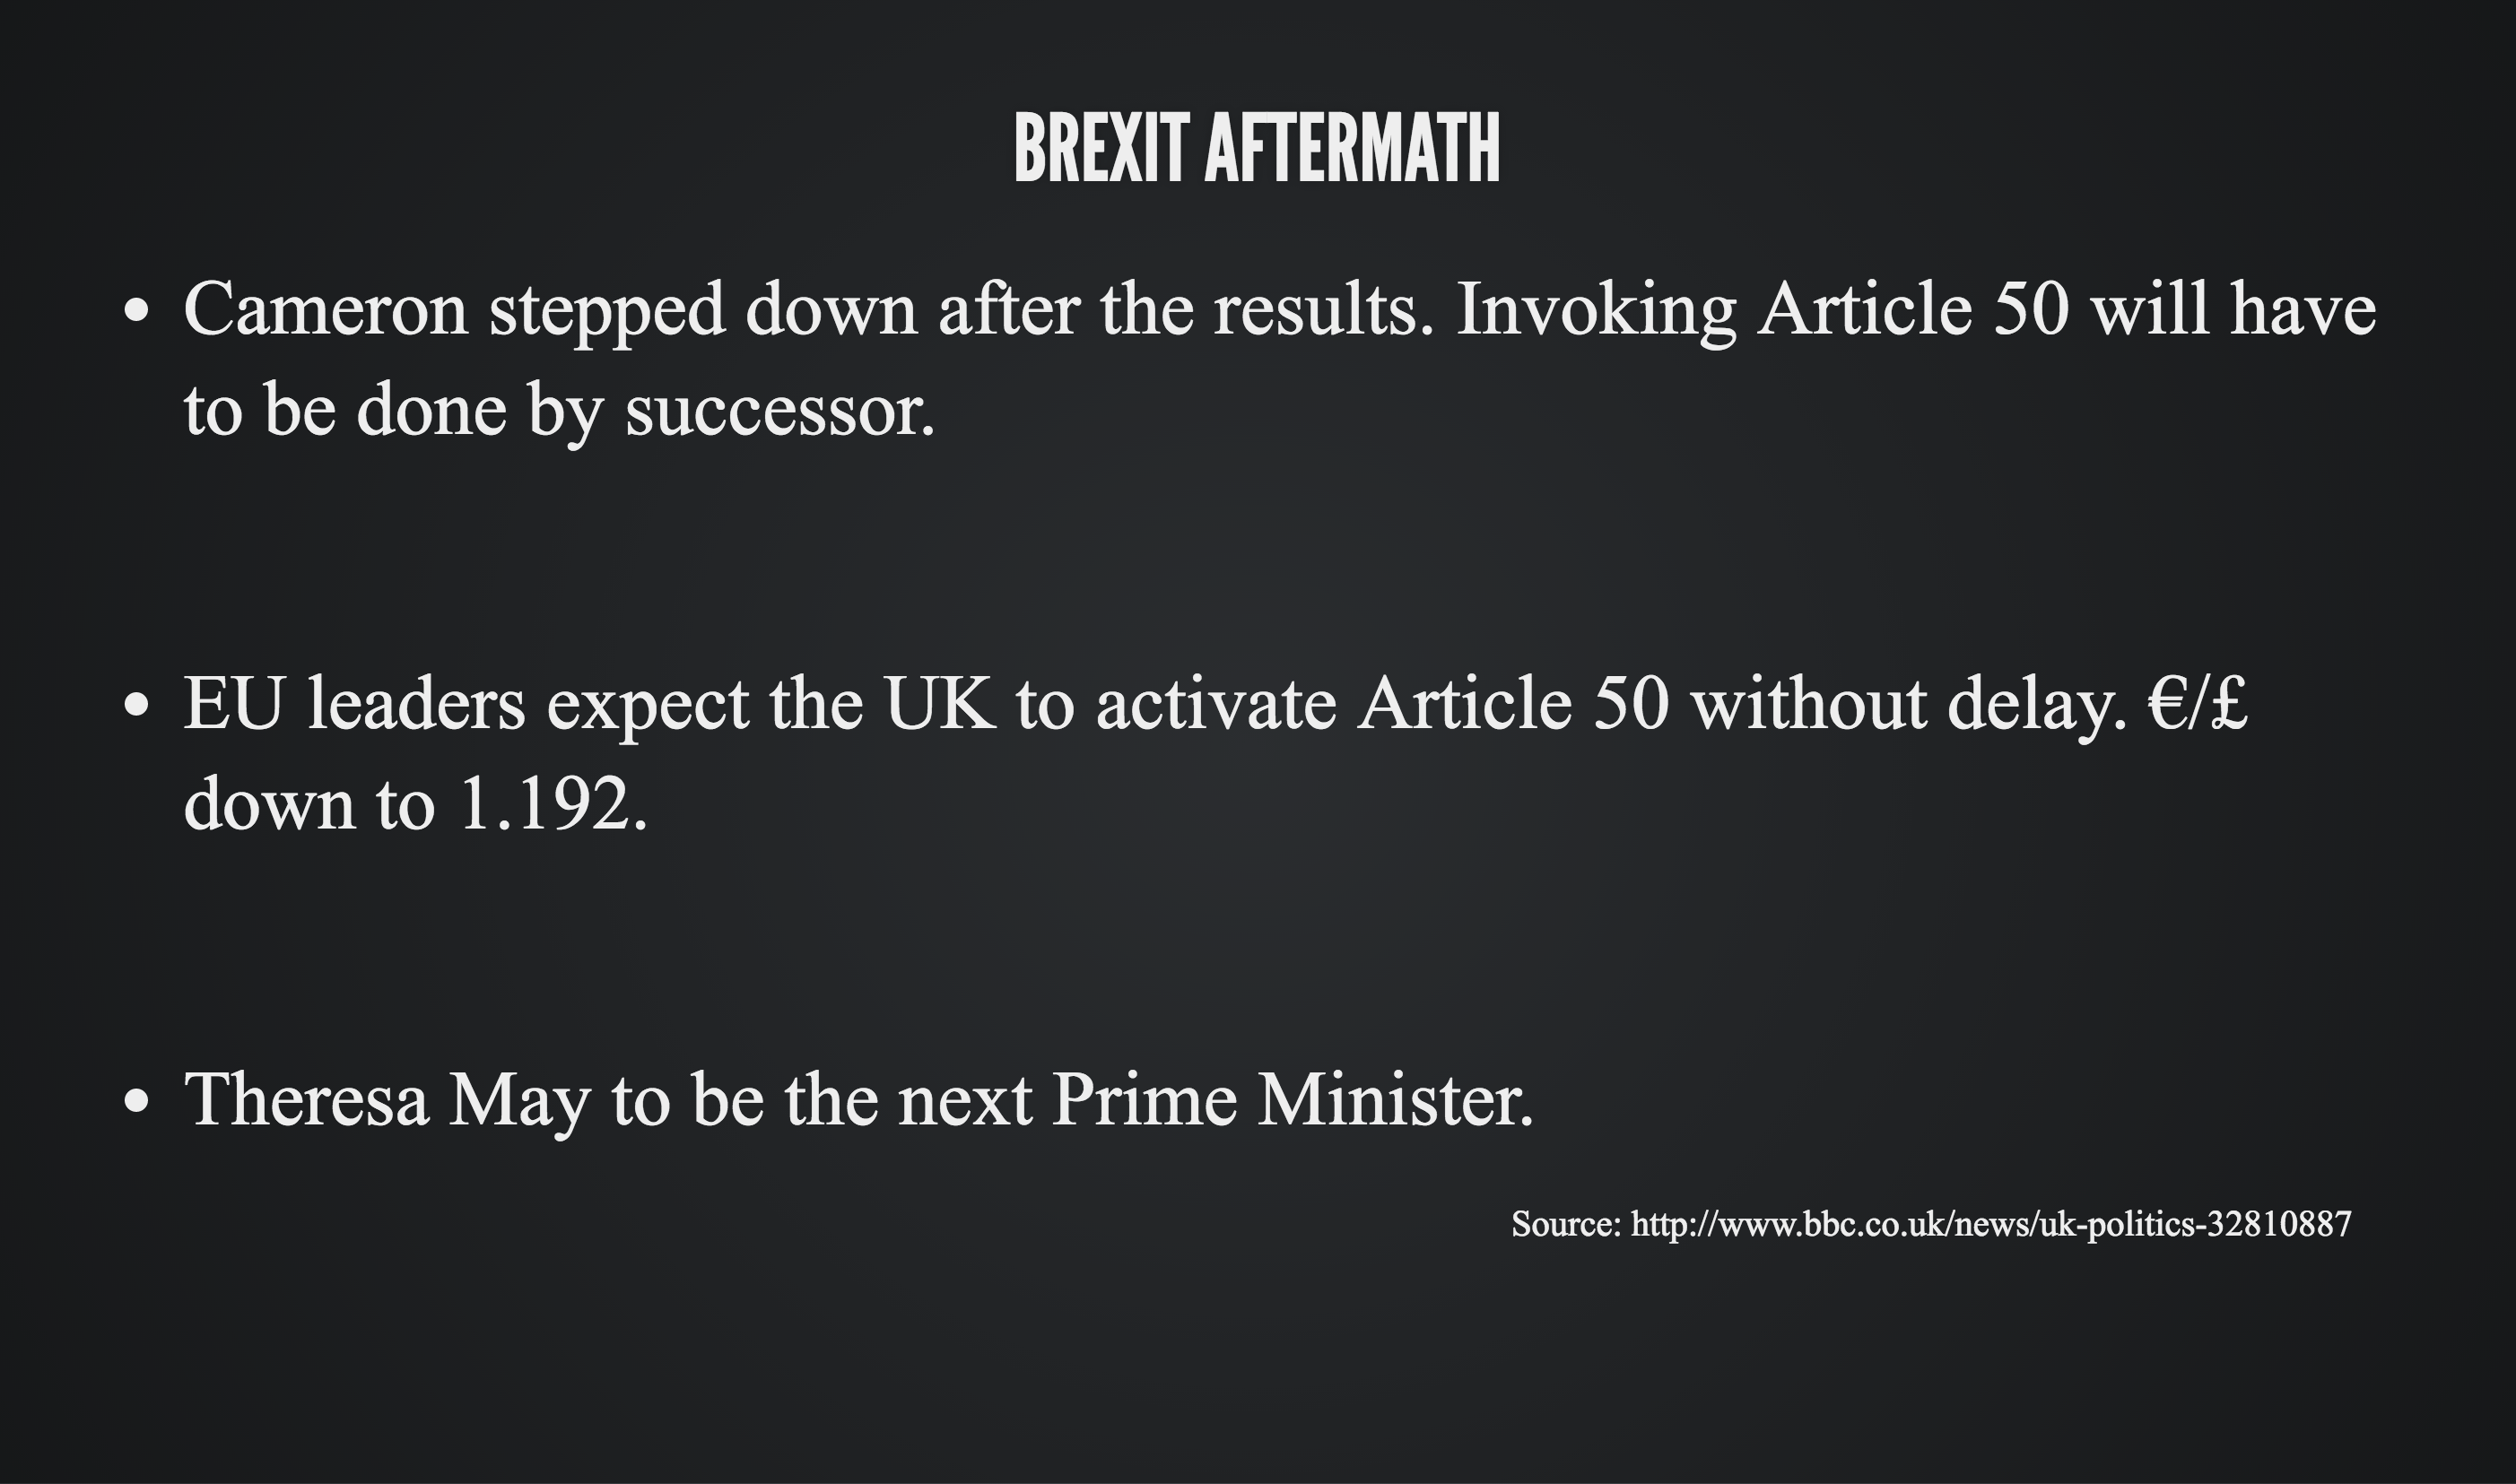 BREXIT AFTERMATH
• Cameron stepped down after the results. Invoking Article 50 will have
to be done by successor.
• EU leaders expect the UK to activate Article 50 without delay. €/£
down to 1.192.
• Theresa May to be the next Prime Minister.
Source: http://www.bbc.co.uk/news/uk-politics-32810887